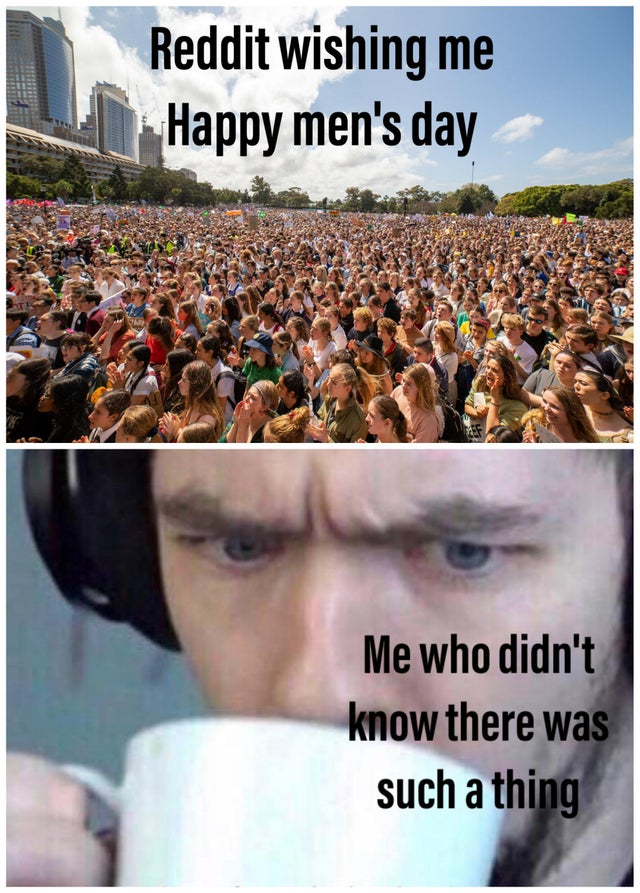 Reddit wishing me
Happy men's day
Me who didn't
know there was
such a thing